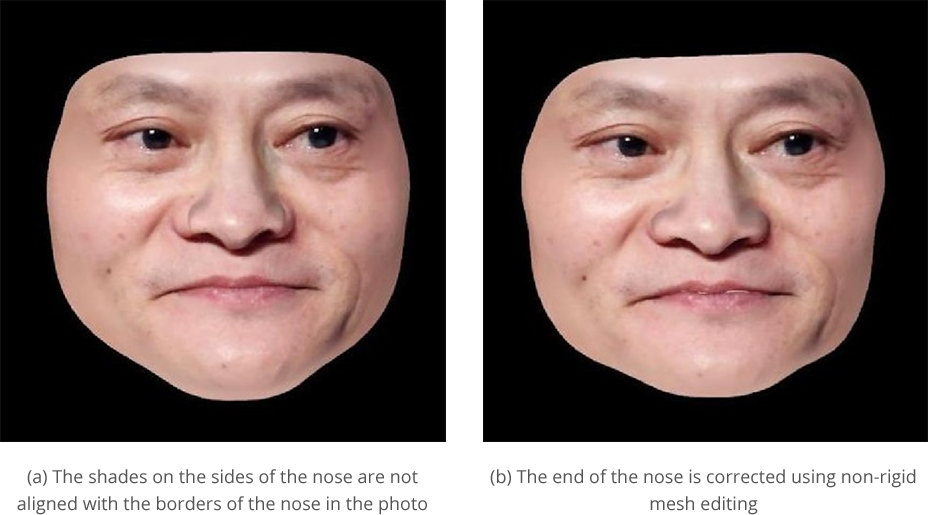 (a) The shades on the sides of the nose are not
aligned with the borders of the nose in the photo
(b) The end of the nose is corrected using non-rigid
mesh editing